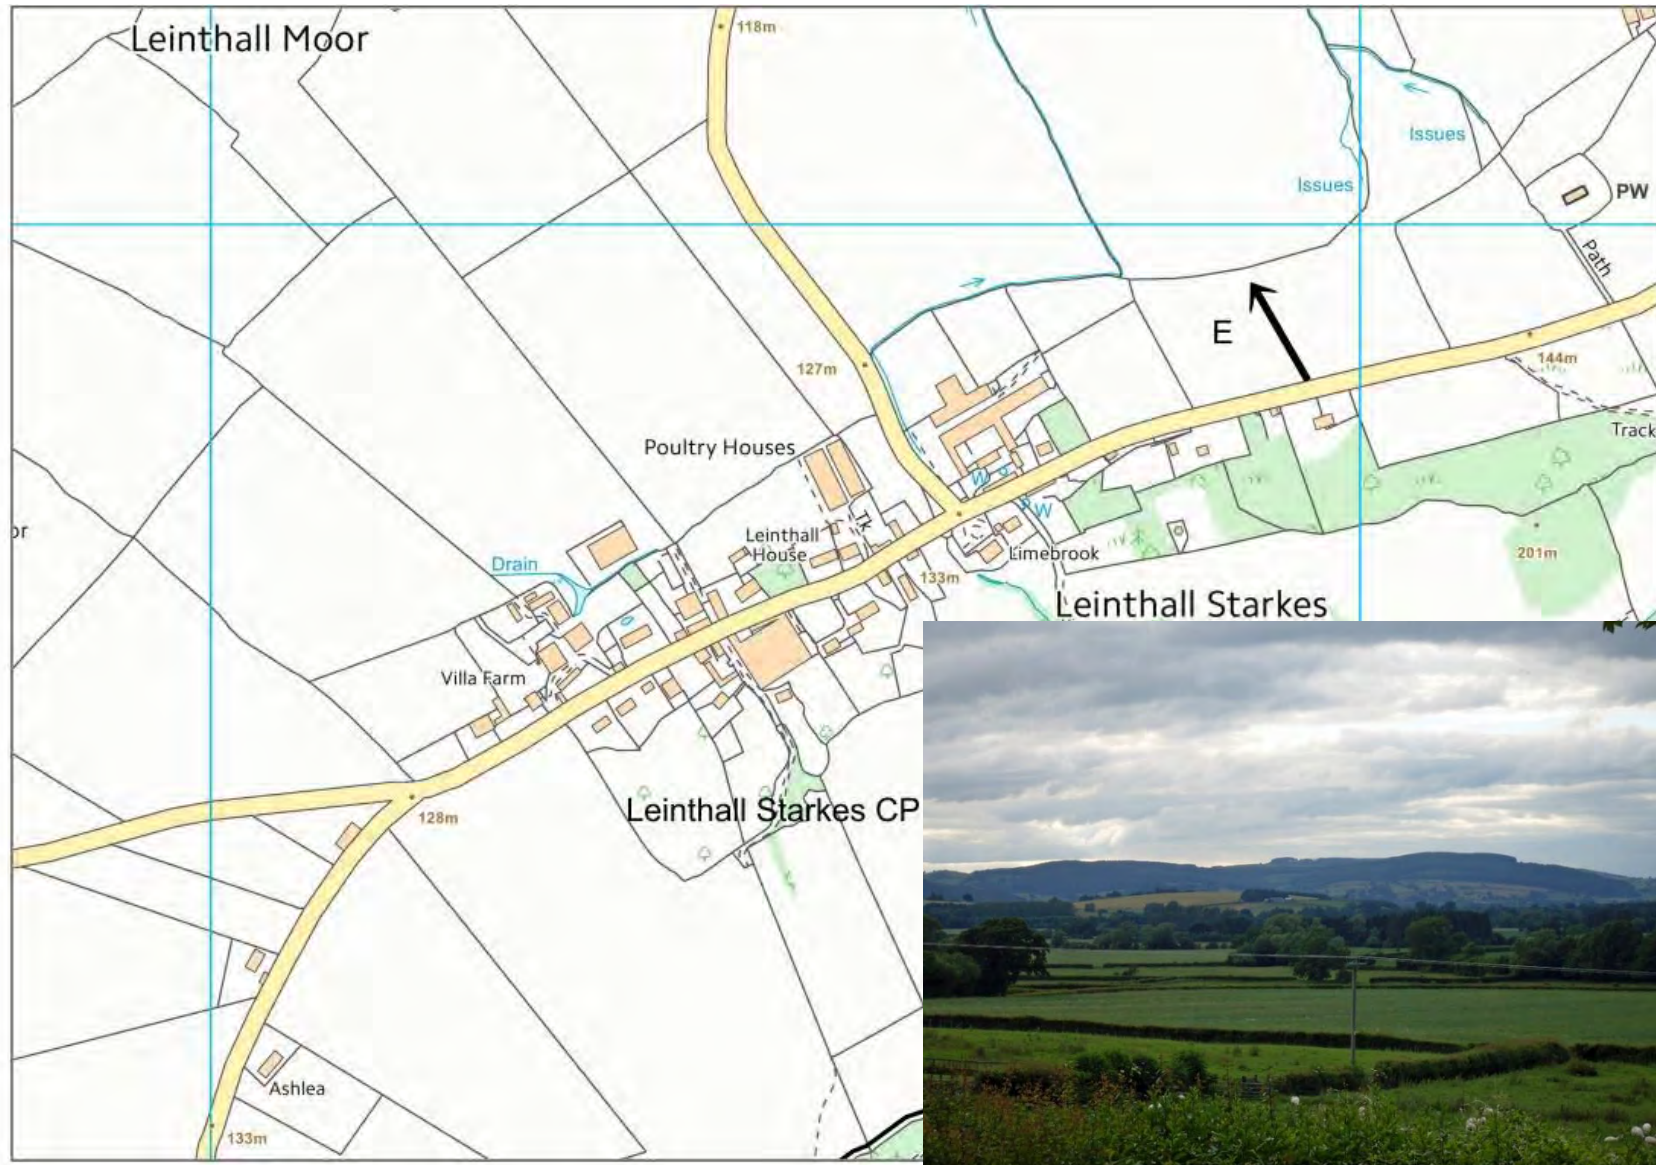 Leinthall Moor
118m
Issues
Issues
PW
Path
E
127m
144m
Poultry Houses
Track
W
Tk
W
or
Leinthall
House
Limebrook
201m
Drain
133m
Leinthall Starkes
Villa Farm
128m
Leinthall Starkes CP
Ashlea
133m